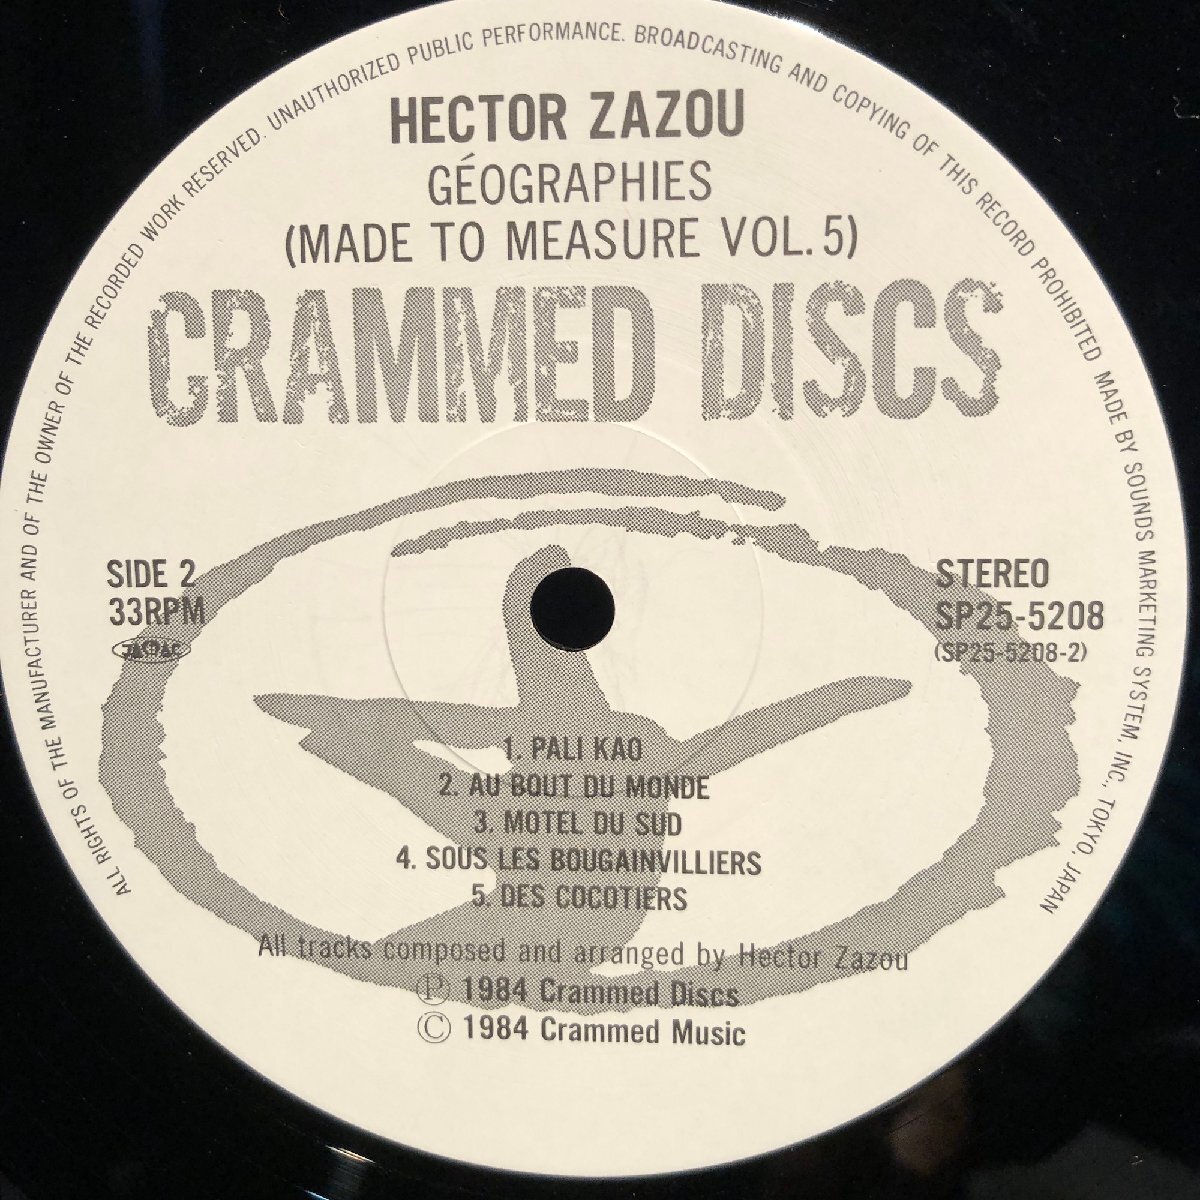 ALL RIGHTS OF THE MANUFACTURER AND OF THE OWNER OF THE RECORDED WORK RESERVED. UNAUTHORIZED PUBLIC PERFORMANCE. BROADCASTING AND COPYING OF THIS RECORD PROHIBITED MADE BY SOUNDS MARKETING SYSTEM, INC., TOKYO, JAPAN
HECTOR ZAZOU
GÉOGRAPHIES
(MADE TO MEASURE VOL. 5)
CRAMMED DISCS
SIDE 2
33RPM
JASRAC
STEREO
SP25-5208
(SP25-5208-2)
1. PALI KAO
2. AU BOUT DU MONDE
3. MOTEL DU SUD
4. SOUS LES BOUGAINVILLIERS
5. DES COCOTIERS
All tracks composed and arranged by Hector Zazou
Ⓟ 1984 Crammed Discs
© 1984 Crammed Music